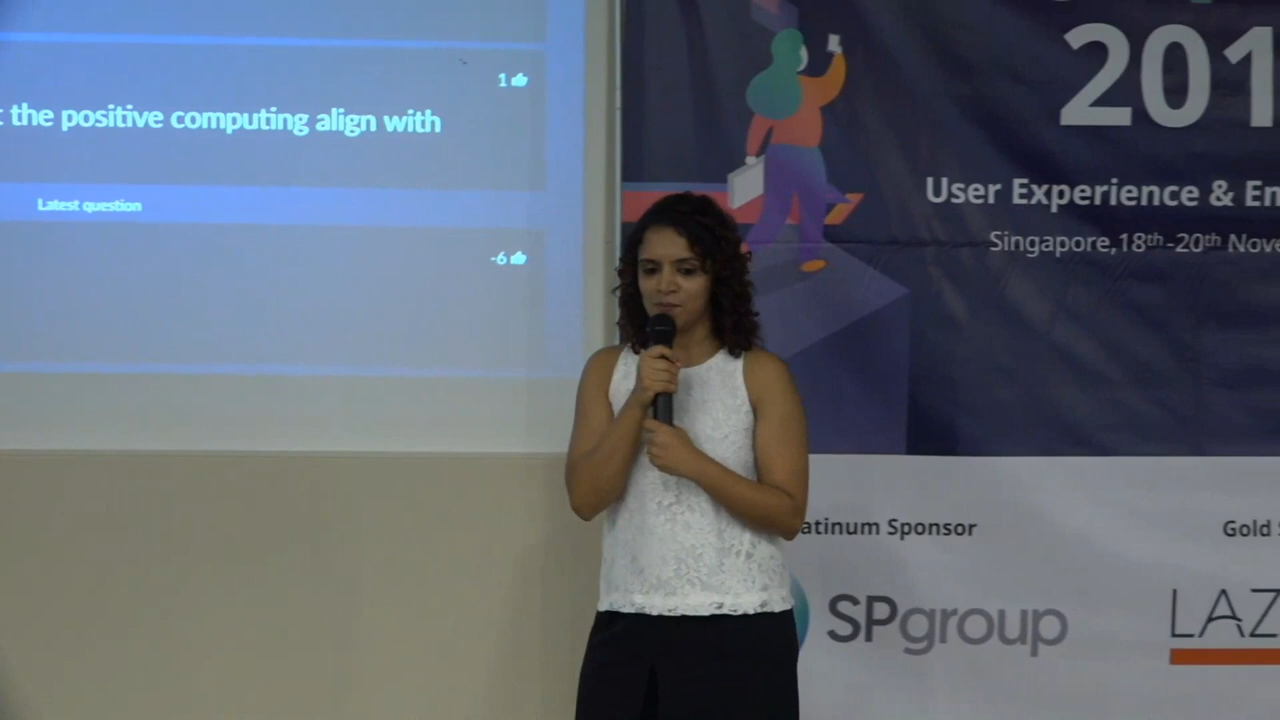 1
the positive computing align with
Latest question
-6
201
User Experience & En
Singapore,18th-20th Nove
atinum Sponsor
Gold
SPgroup
LAZ